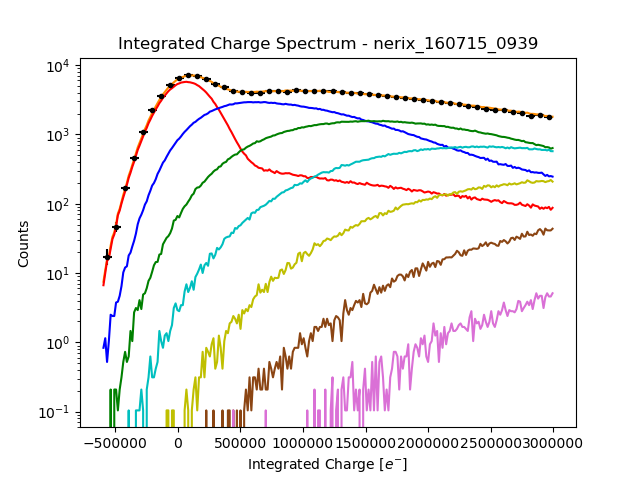 Integrated Charge Spectrum - nerix_160715_0939
Counts
10^4
10^3
10^2
10^1
10^0
10^−1
−500000 0 500000 1000000 1500000 2000000 2500000 3000000
Integrated Charge [e^−]